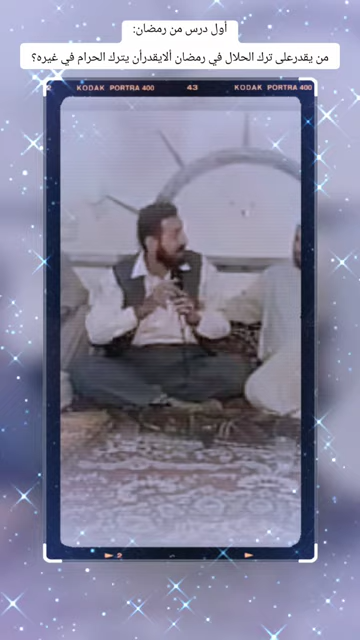 أول درس من رمضان:
من يقدرعلى ترك الحلال في رمضان ألايقدرأن يترك الحرام في غيره؟
KODAK PORTRA 400 43 KODAK PORTRA 400